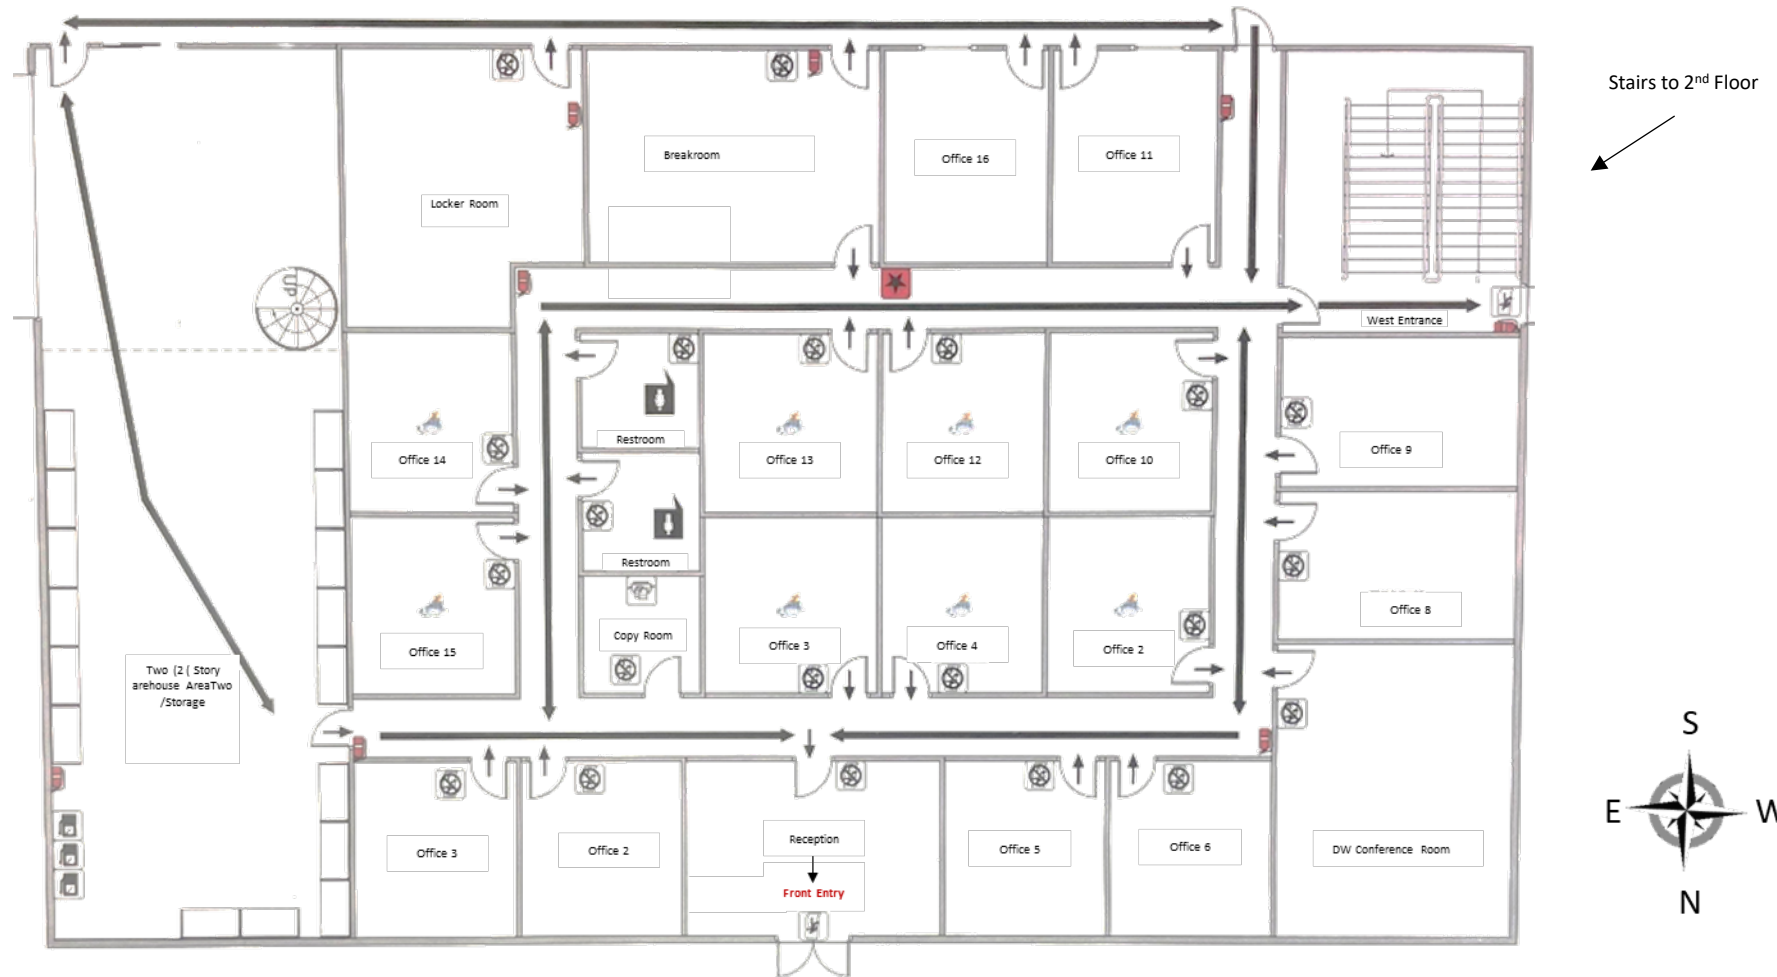 Stairs to 2nd Floor
Breakroom
Office 16
Office 11
Locker Room
UP
West Entrance
Office 14
Restroom
Office 13
Office 12
Office 10
Office 9
Restroom
Office 15
Copy Room
Office 3
Office 4
Office 2
Office 8
Two (2 ( Story
arehouse AreaTwo
/Storage
Office 3
Office 2
Reception
Front Entry
Office 5
Office 6
DW Conference Room
S
E
W
N